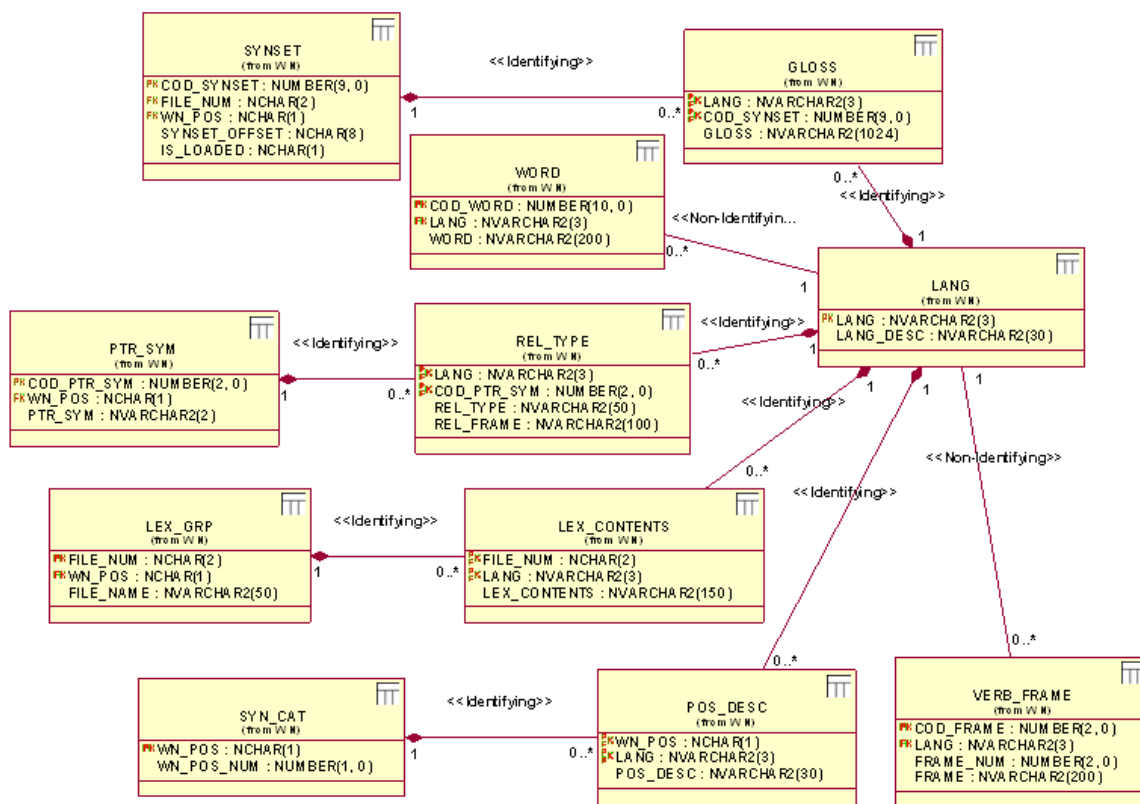 SYNSET
(from WN)
PK COD_SYNSET : NUMBER(9, 0)
FK FILE_NUM : NCHAR(2)
FK WN_POS : NCHAR(1)
SYNSET_OFFSET : NCHAR(8)
IS_LOADED : NCHAR(1)
<<Identifying>>
1
0..*
GLOSS
(from WN)
PFK LANG : NVARCHAR2(3)
PFK COD_SYNSET : NUMBER(9, 0)
GLOSS : NVARCHAR2(1024)
WORD
(from WN)
PK COD_WORD : NUMBER(10, 0)
FK LANG : NVARCHAR2(3)
WORD : NVARCHAR2(200)
0..*
<<Identifying>>
1
<<Non-Identifyin...
0..*
1
LANG
(from WN)
PK LANG : NVARCHAR2(3)
LANG_DESC : NVARCHAR2(30)
PTR_SYM
(from WN)
PK COD_PTR_SYM : NUMBER(2, 0)
FK WN_POS : NCHAR(1)
PTR_SYM : NVARCHAR2(2)
<<Identifying>>
1
0..*
REL_TYPE
(from WN)
PFK LANG : NVARCHAR2(3)
PFK COD_PTR_SYM : NUMBER(2, 0)
REL_TYPE : NVARCHAR2(50)
REL_FRAME : NVARCHAR2(100)
<<Identifying>>
0..*
1
<<Identifying>>
1
0..*
1
<<Identifying>>
0..*
1
<<Non-Identifying>>
0..*
LEX_GRP
(from WN)
PK FILE_NUM : NCHAR(2)
FK WN_POS : NCHAR(1)
FILE_NAME : NVARCHAR2(50)
<<Identifying>>
1
0..*
LEX_CONTENTS
(from WN)
PFK FILE_NUM : NCHAR(2)
PFK LANG : NVARCHAR2(3)
LEX_CONTENTS : NVARCHAR2(150)
SYN_CAT
(from WN)
PK WN_POS : NCHAR(1)
WN_POS_NUM : NUMBER(1, 0)
<<Identifying>>
1
0..*
POS_DESC
(from WN)
PFK WN_POS : NCHAR(1)
PFK LANG : NVARCHAR2(3)
POS_DESC : NVARCHAR2(30)
VERB_FRAME
(from WN)
PK COD_FRAME : NUMBER(2, 0)
FK LANG : NVARCHAR2(3)
FRAME_NUM : NUMBER(2, 0)
FRAME : NVARCHAR2(200)